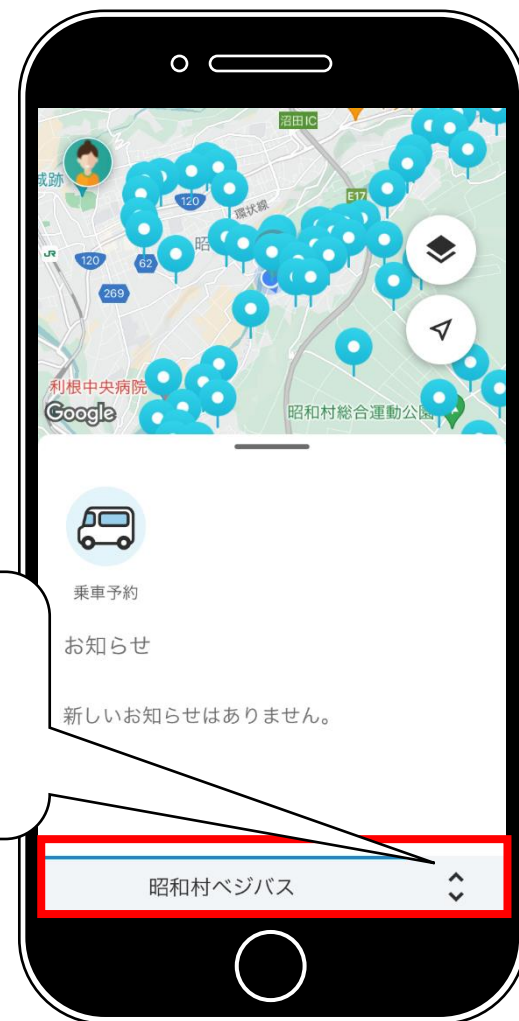 沼田IC
城跡
120
環状線
E17
昭
JR
120
62
269
利根中央病院
Google
昭和村総合運動公園
乗車予約
お知らせ
新しいお知らせはありません。
昭和村ベジバス